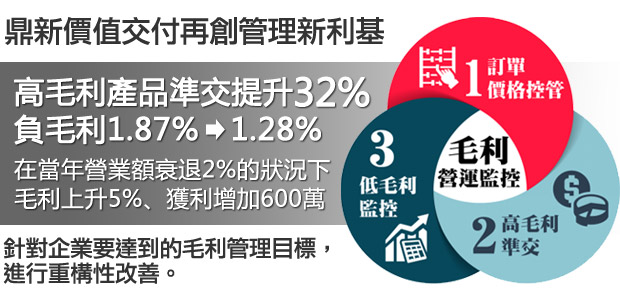 鼎新價值交付再創管理新利基
高毛利產品準交提升32%
負毛利1.87%➡1.28%
在當年營業額衰退2%的狀況下
毛利上升5%、獲利增加600萬
針對企業要達到的毛利管理目標，
進行重構性改善。
1 訂單
價格控管
毛利
營運監控
3
低毛利
監控
2 高毛利
準交